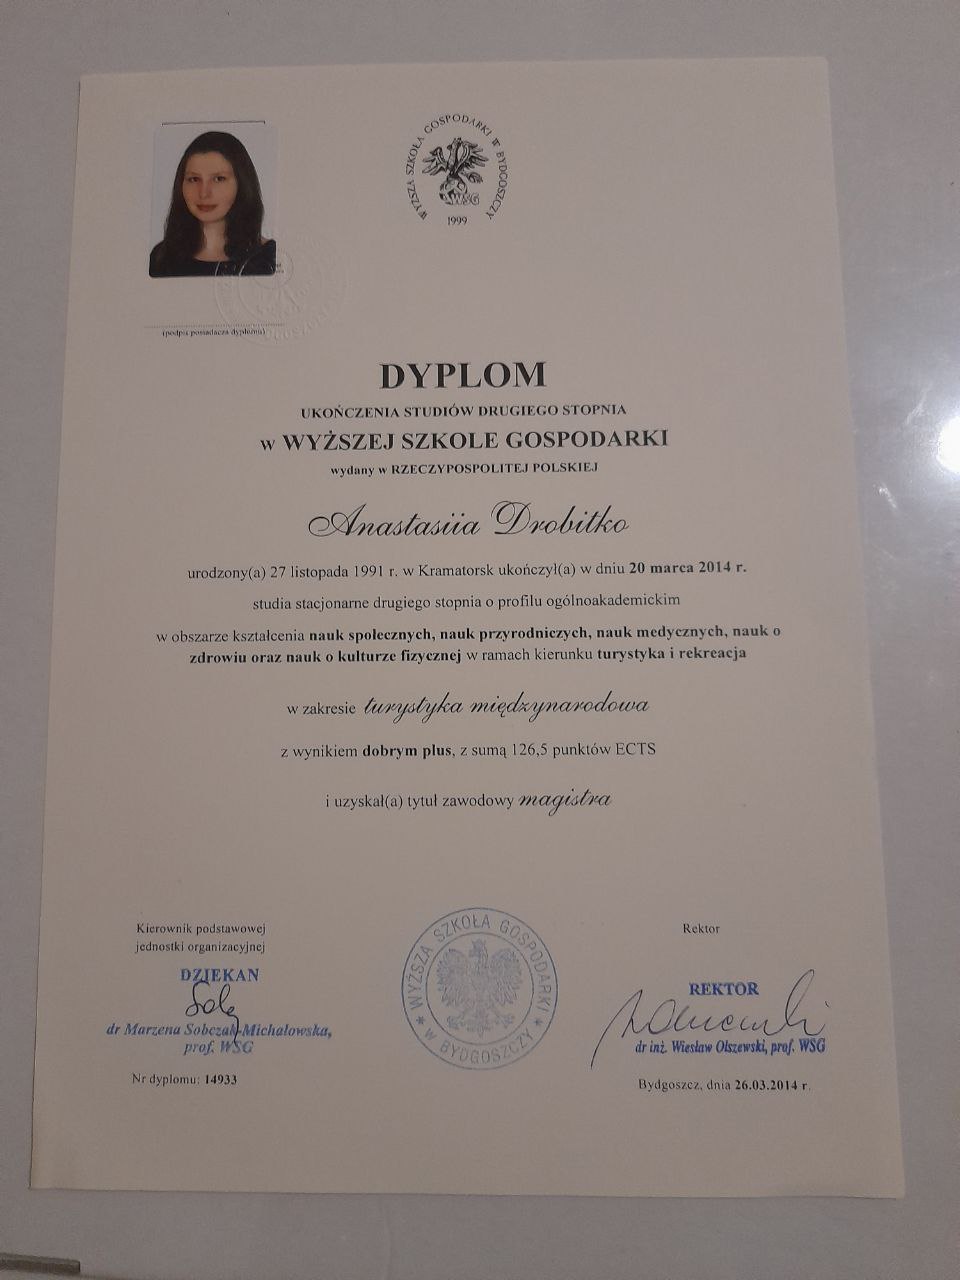 WYŻSZA SZKOŁA GOSPODARKI W BYDGOSZCZY
WSG
1999
(podpis posiadacza dyplomu)
DYPLOM
UKOŃCZENIA STUDIÓW DRUGIEGO STOPNIA
w WYŻSZEJ SZKOLE GOSPODARKI
wydany w RZECZYPOSPOLITEJ POLSKIEJ
Anastasiia Drobitko
urodzony(a) 27 listopada 1991 r. w Kramatorsk ukończył(a) w dniu 20 marca 2014 r.
studia stacjonarne drugiego stopnia o profilu ogólnoakademickim
w obszarze kształcenia nauk społecznych, nauk przyrodniczych, nauk medycznych, nauk o
zdrowiu oraz nauk o kulturze fizycznej w ramach kierunku turystyka i rekreacja
w zakresie turystyka międzynarodowa
z wynikiem dobrym plus, z sumą 126,5 punktów ECTS
i uzyskał(a) tytuł zawodowy magistra
Kierownik podstawowej
jednostki organizacyjnej
DZIEKAN
dr Marzena Sobczak-Michałowska,
prof. WSG
Nr dyplomu: 14933
WYŻSZA SZKOŁA GOSPODARKI
* W BYDGOSZCZY *
Rektor
REKTOR
dr inż. Wiesław Olszewski, prof. WSG
Bydgoszcz, dnia 26.03.2014 r.